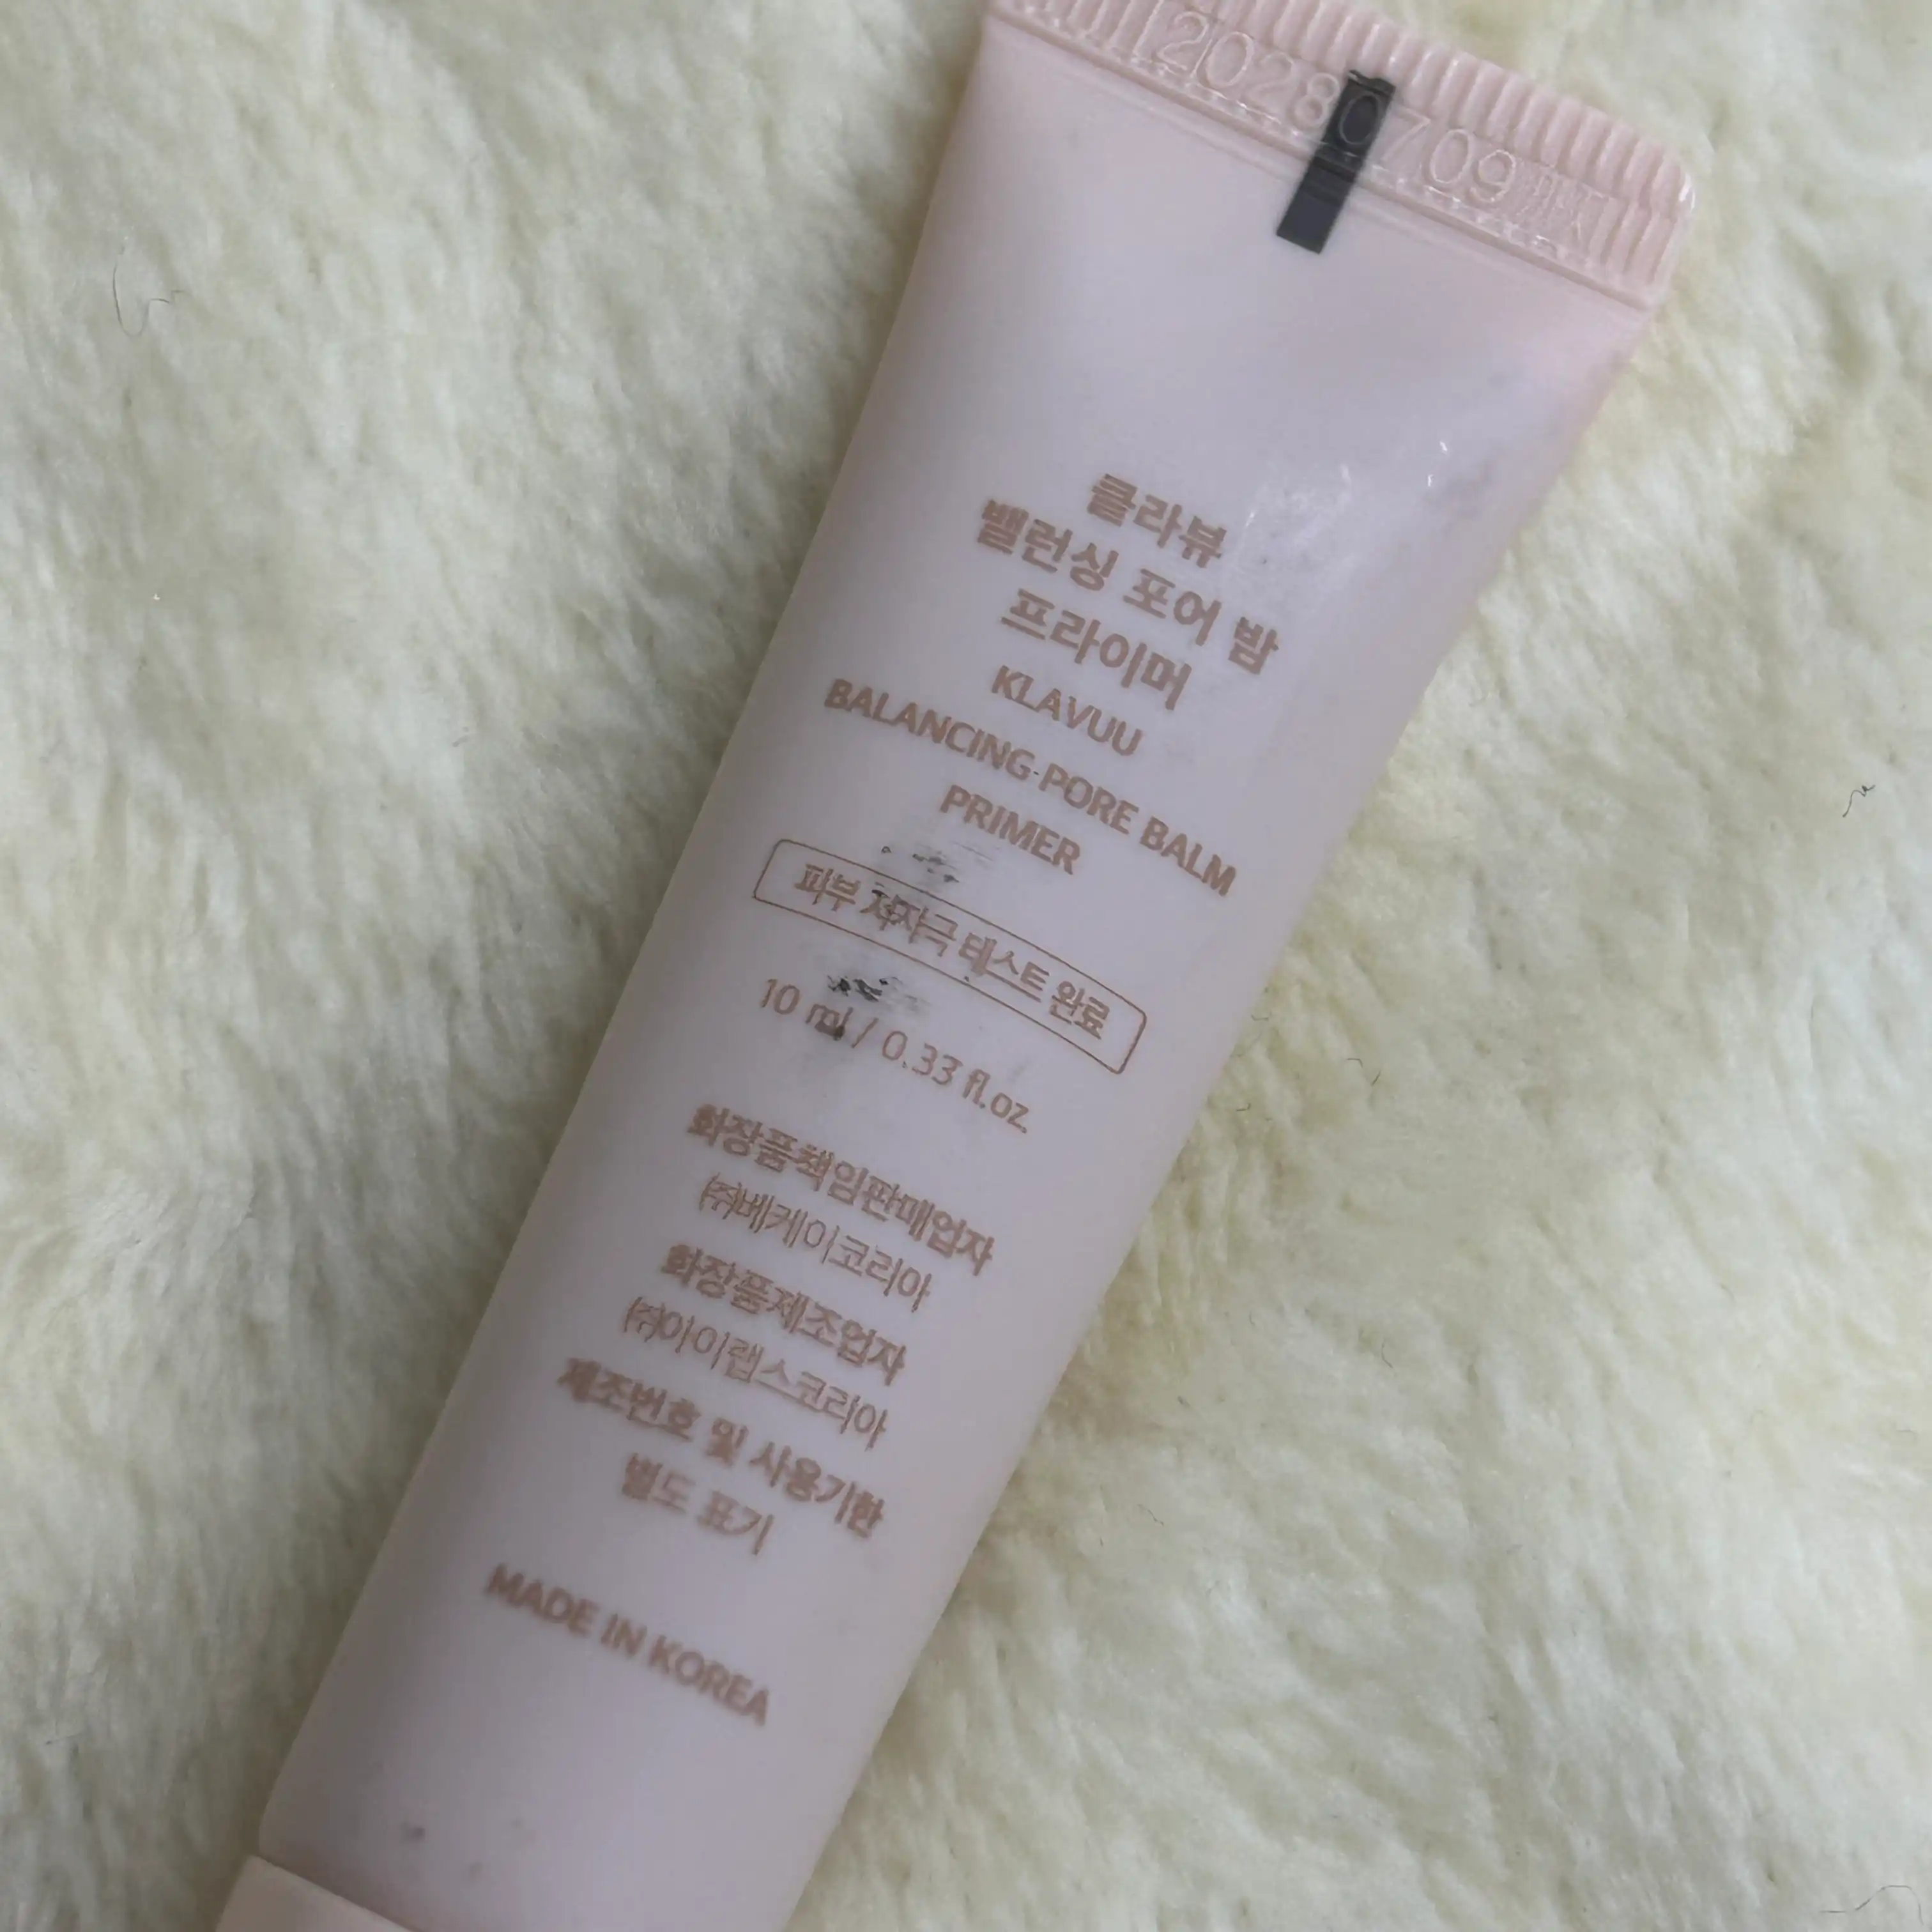 20280709까지
클라뷰
밸런싱 포어 밤
프라이머
KLAVUU
BALANCING PORE BALM
PRIMER
피부 저자극 테스트 완료
10 ml / 0.33 fl.oz.
화장품책임판매업자
㈜베케이코리아
화장품제조업자
㈜이이랩스코리아
제조번호 및 사용기한
별도 표기
MADE IN KOREA